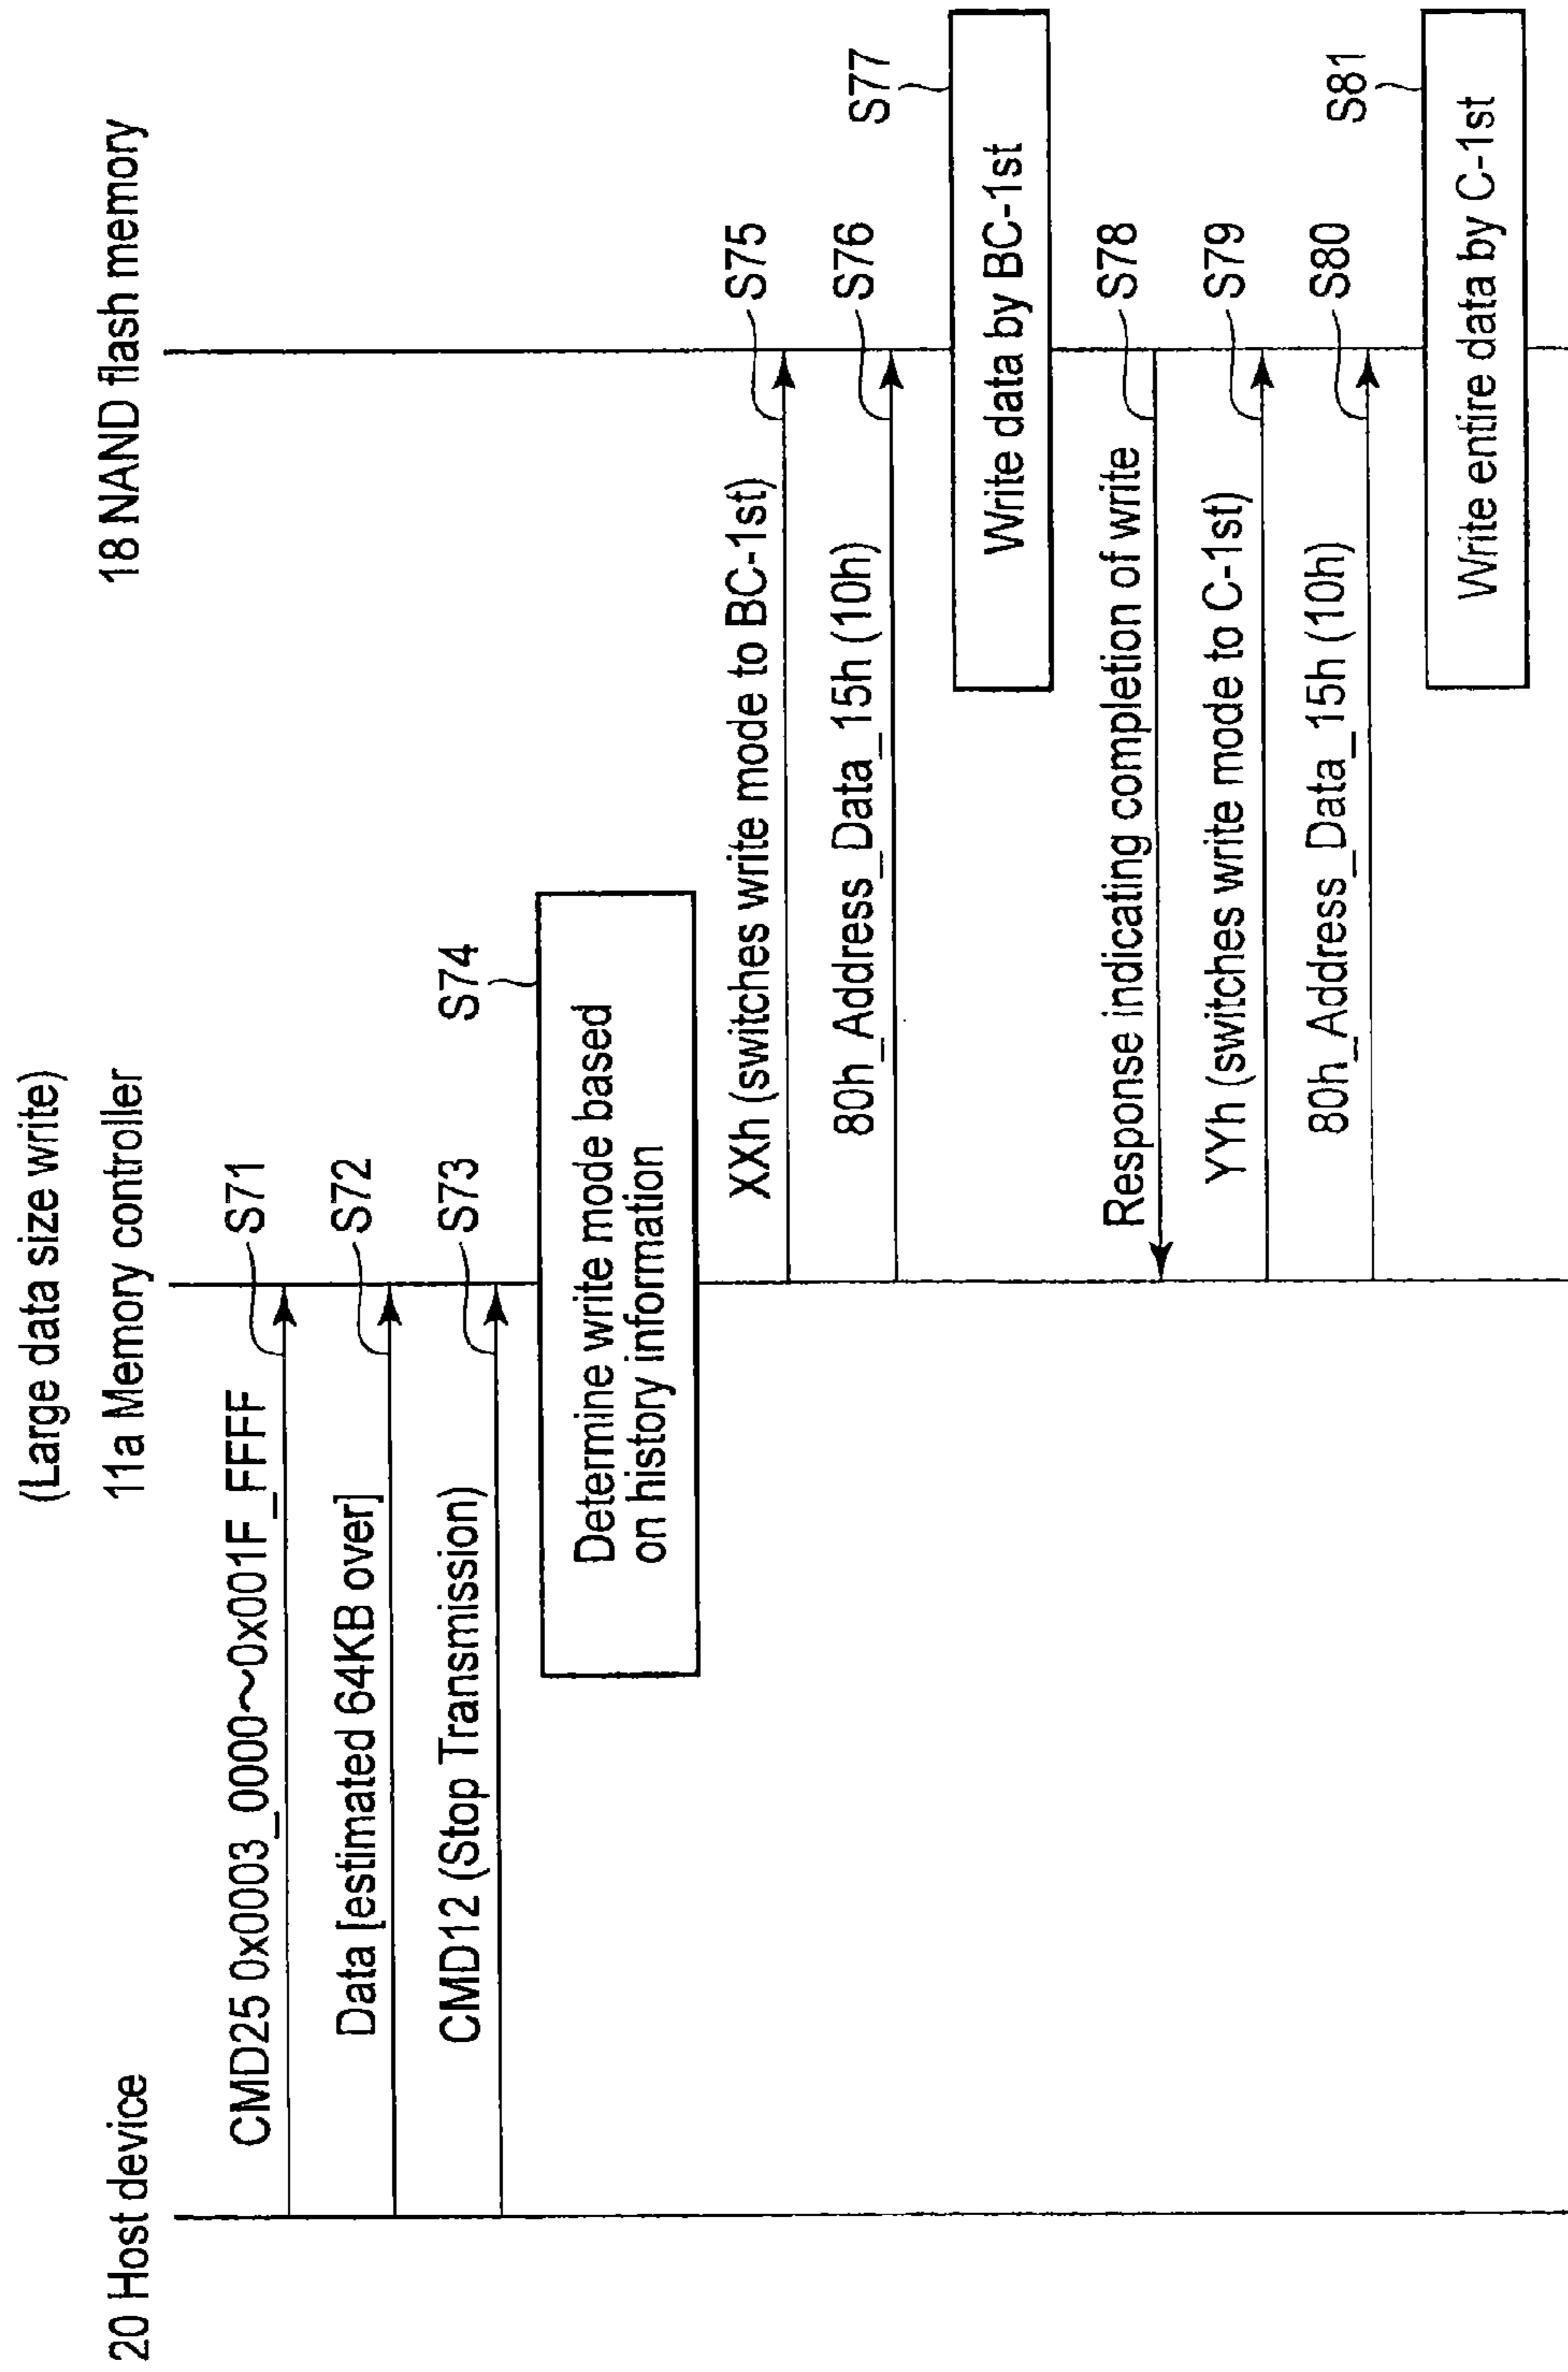 (Large data size write)
20 Host device
11a Memory controller
18 NAND flash memory
CMD25 0x0003_0000~0x001F_FFFF
S71
Data [estimated 64KB over]
S72
CMD12 (Stop Transmission)
S73
S74
Determine write mode based
on history information
XXh (switches write mode to BC-1st)
S75
80h_Address_Data_15h (10h)
S76
S77
Write data by BC-1st
Response indicating completion of write
S78
YYh (switches write mode to C-1st)
S79
80h_Address_Data_15h (10h)
S80
S81
Write entire data by C-1st